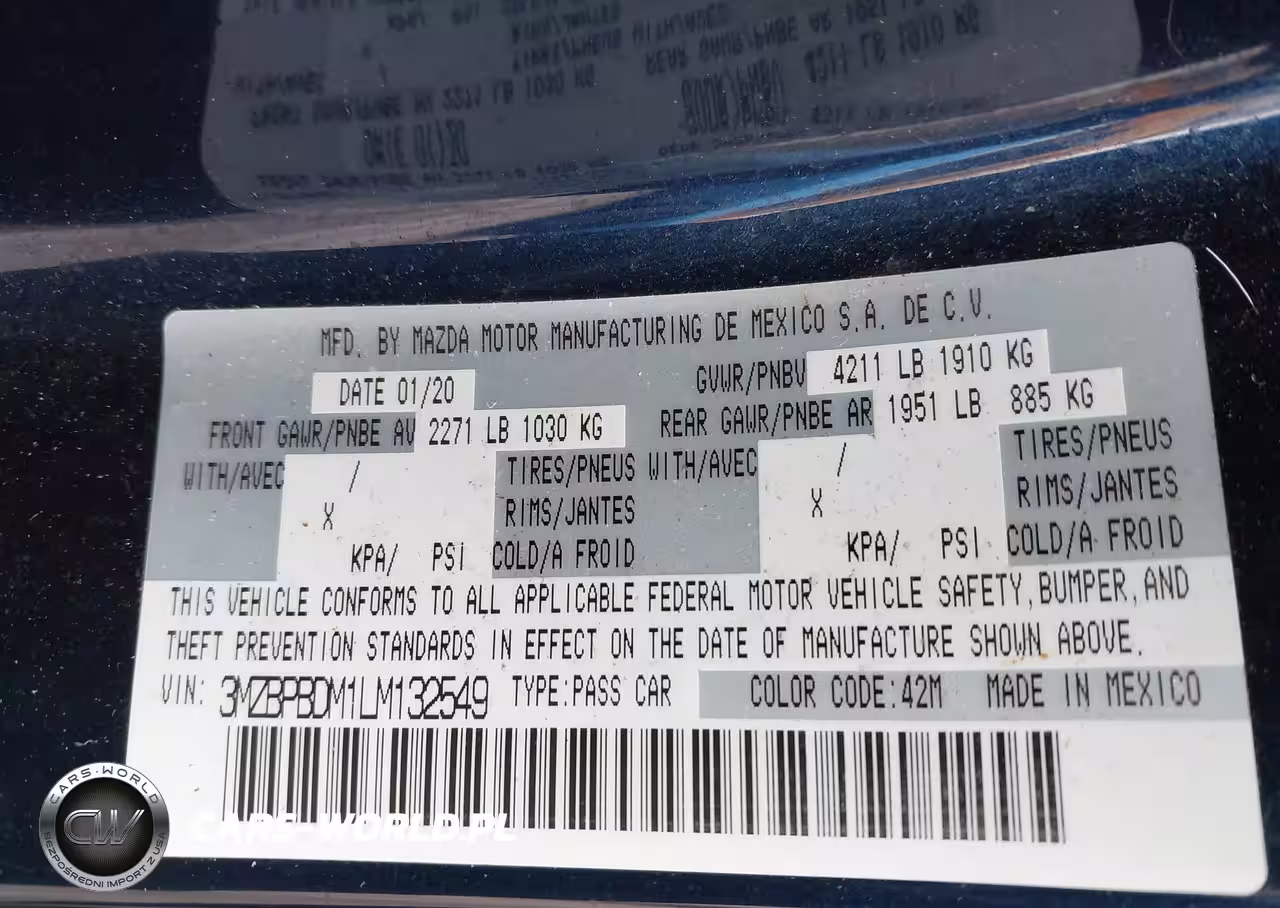 MFD. BY MAZDA MOTOR MANUFACTURING DE MEXICO S.A. DE C.V.
DATE 01/20 GVWR/PNBV 4211 LB 1910 KG
FRONT GAWR/PNBE AV 2271 LB 1030 KG REAR GAWR/PNBE AR 1951 LB 885 KG
WITH/AVEC / TIRES/PNEUS WITH/AVEC / TIRES/PNEUS
X RIMS/JANTES X RIMS/JANTES
KPA/ PSI COLD/A FROID KPA/ PSI COLD/A FROID
THIS VEHICLE CONFORMS TO ALL APPLICABLE FEDERAL MOTOR VEHICLE SAFETY, BUMPER, AND
THEFT PREVENTION STANDARDS IN EFFECT ON THE DATE OF MANUFACTURE SHOWN ABOVE.
VIN: 3MZBPBDM1LM132549 TYPE:PASS CAR COLOR CODE:42M MADE IN MEXICO
CARS-WORLD
CW
BEZPOŚREDNI IMPORT Z USA
CARS-WORLD.PL